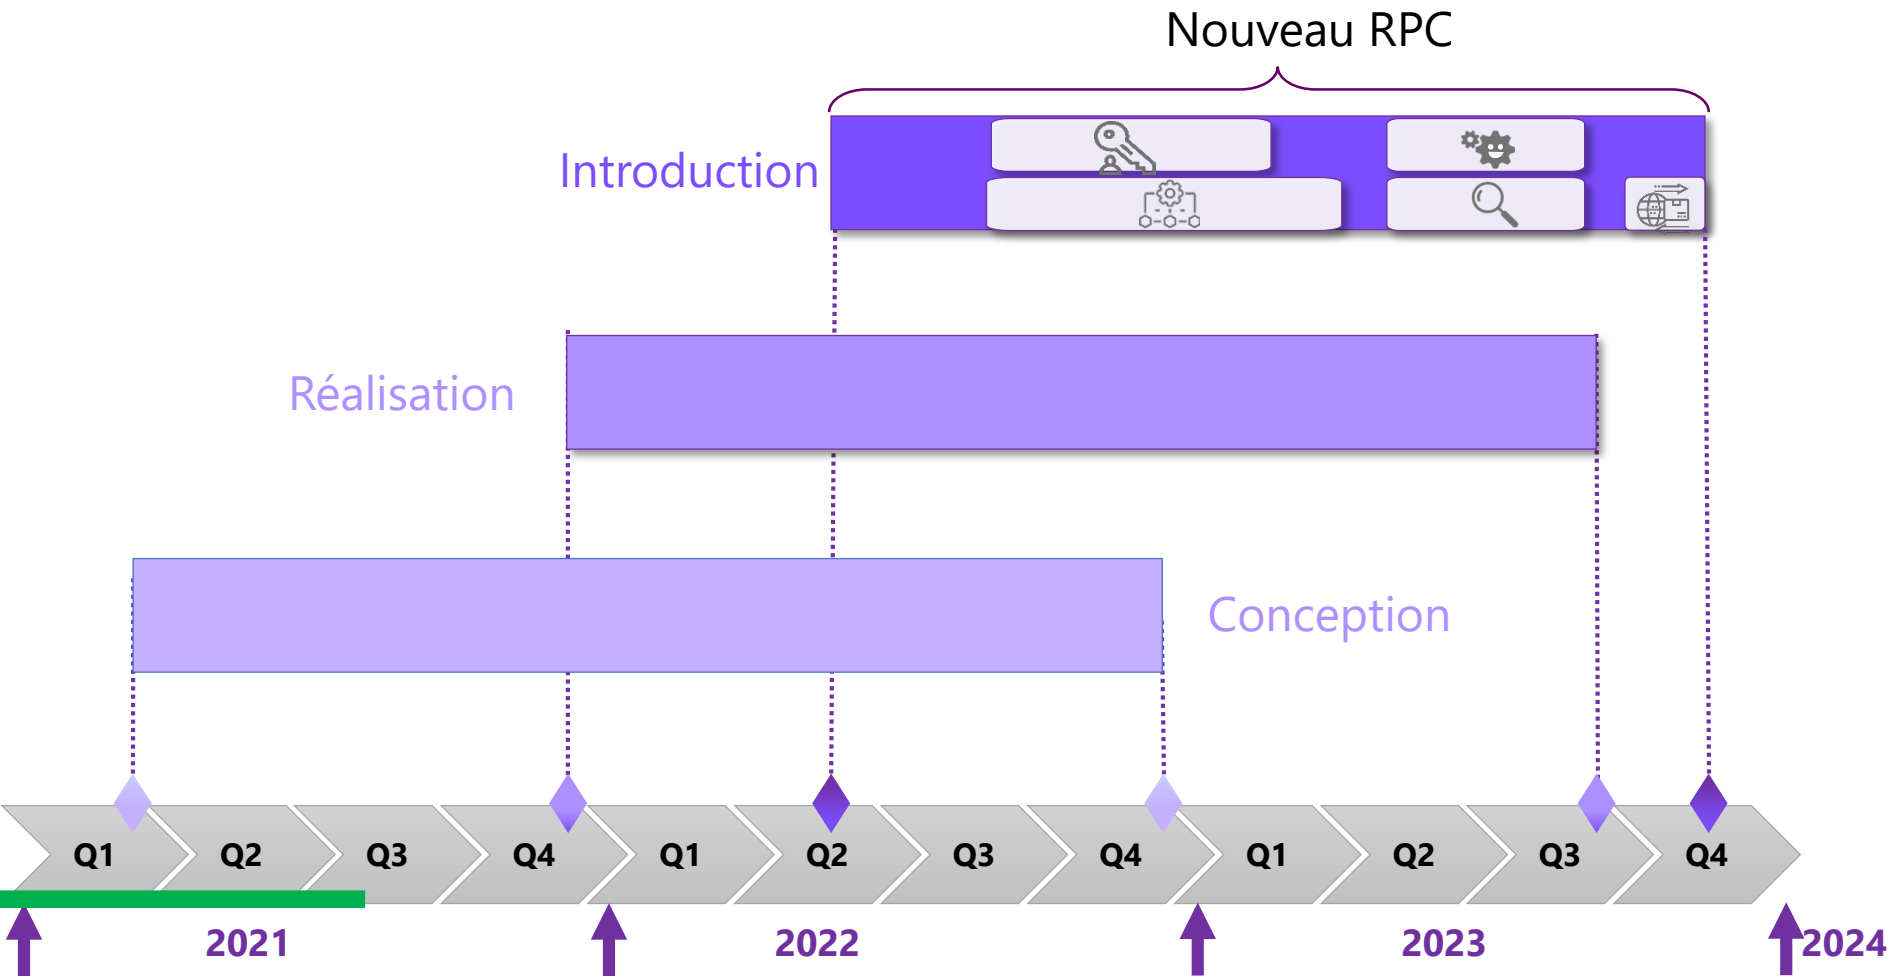 Nouveau RPC
Introduction
Réalisation
Conception
Q1 Q2 Q3 Q4 Q1 Q2 Q3 Q4 Q1 Q2 Q3 Q4
2021 2022 2023 2024